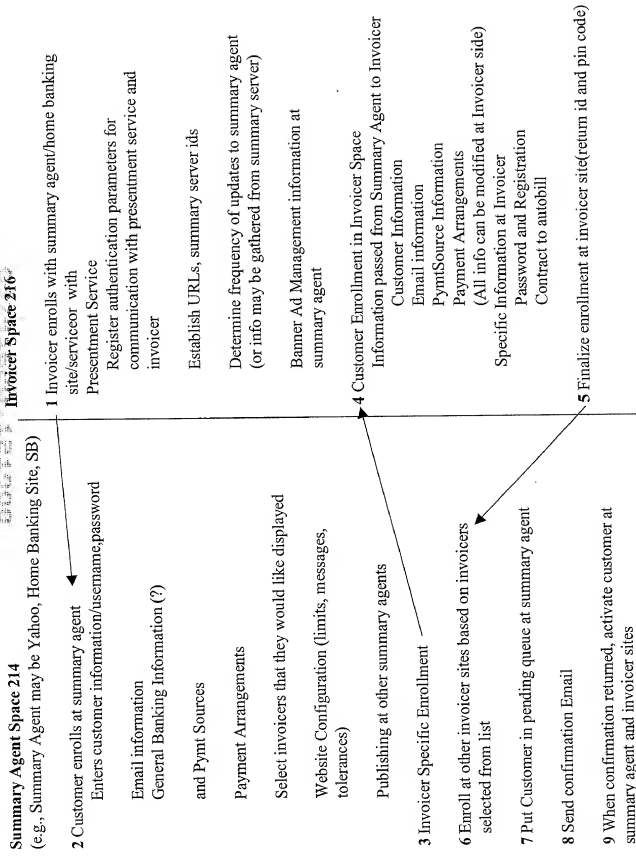 Summary Agent Space 214
(e.g., Summary Agent may be Yahoo, Home Banking Site, SB)
2 Customer enrolls at summary agent
Enters customer information/username,password
Email information
General Banking Information (?)
and Pymt Sources
Payment Arrangements
Select invoicers that they would like displayed
Website Configuration (limits, messages,
tolerances)
Publishing at other summary agents
3 Invoicer Specific Enrollment
6 Enroll at other invoicer sites based on invoicers
selected from list
7 Put Customer in pending queue at summary agent
8 Send confirmation Email
9 When confirmation returned, activate customer at
summary agent and invoicer sites
Invoicer Space 216
1 Invoicer enrolls with summary agent/home banking
site/serviceor with
Presentment Service
Register authentication parameters for
communication with presentment service and
invoicer
Establish URLs, summary server ids
Determine frequency of updates to summary agent
(or info may be gathered from summary server)
Banner Ad Management information at
summary agent
4 Customer Enrollment in Invoicer Space
Information passed from Summary Agent to Invoicer
Customer Information
Email information
PymtSource Information
Payment Arrangements
(All info can be modified at Invoicer side)
Specific Information at Invoicer
Password and Registration
Contract to autobill
5 Finalize enrollment at invoicer site(return id and pin code)